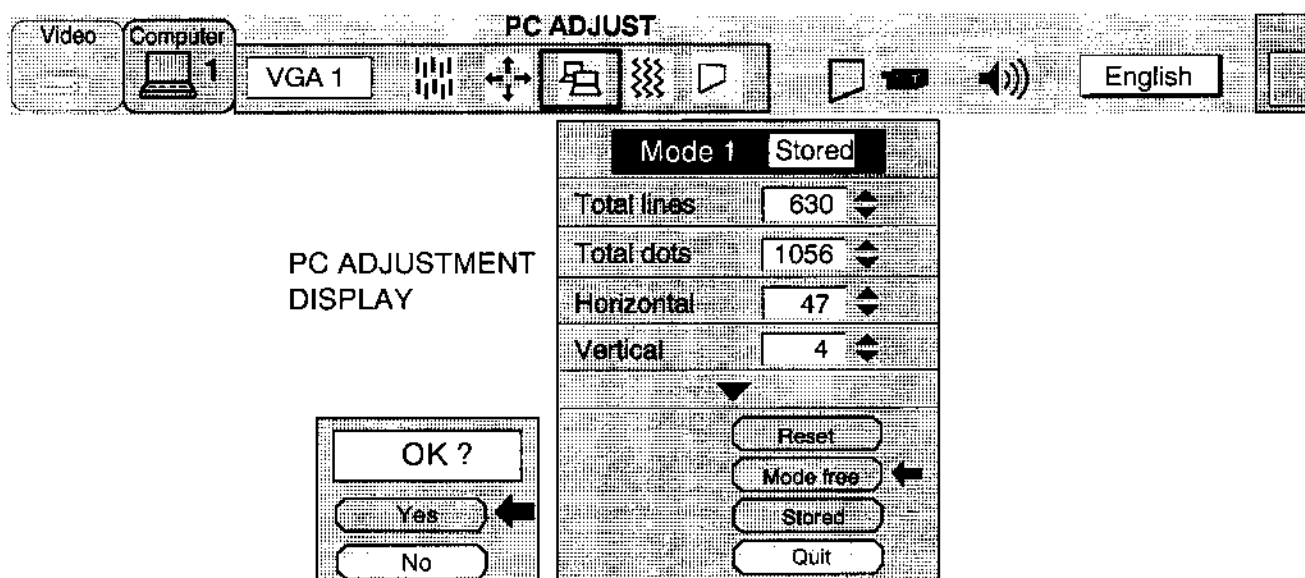 PC ADJUST
Video
Computer
1
VGA 1
English
Mode 1 Stored
Total lines 630
Total dots 1056
Horizontal 47
Vertical 4
PC ADJUSTMENT
DISPLAY
Reset
Mode free
Stored
Quit
OK ?
Yes
No